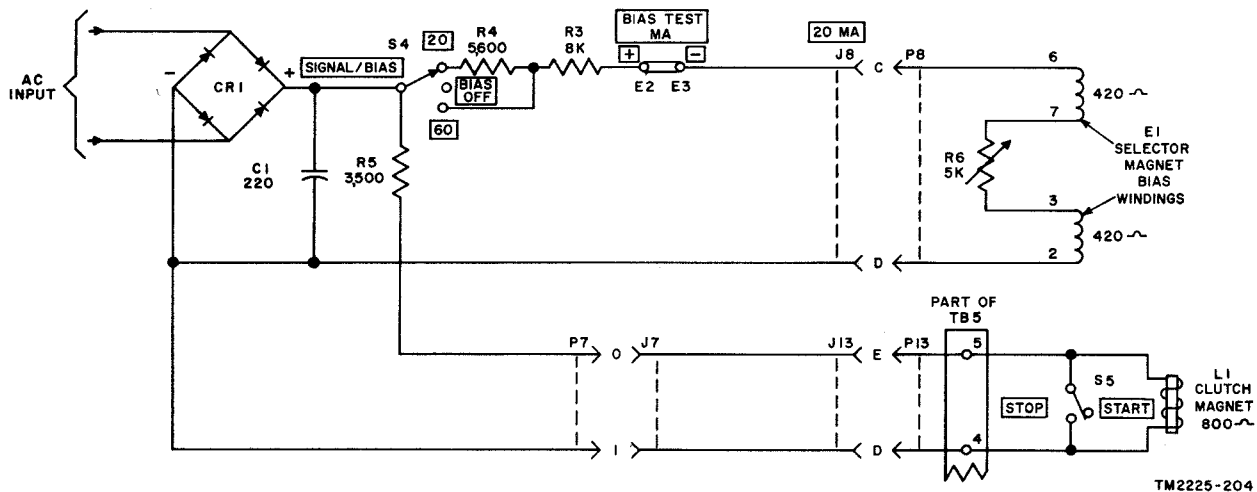 AC
INPUT
-
CR1
+
SIGNAL/BIAS
S4
20
R4
5,600
BIAS
OFF
60
R3
8K
BIAS TEST
MA
+
-
E2 E3
20 MA
J8
C
P8
6
420
7
R6
5K
E1
SELECTOR
MAGNET
BIAS
WINDINGS
3
420
2
C1
220
R5
3,500
D
PART OF
TB5
P7
O
J7
J13
E
P13
5
STOP
S5
START
L1
CLUTCH
MAGNET
800
I
D
4
TM2225-204